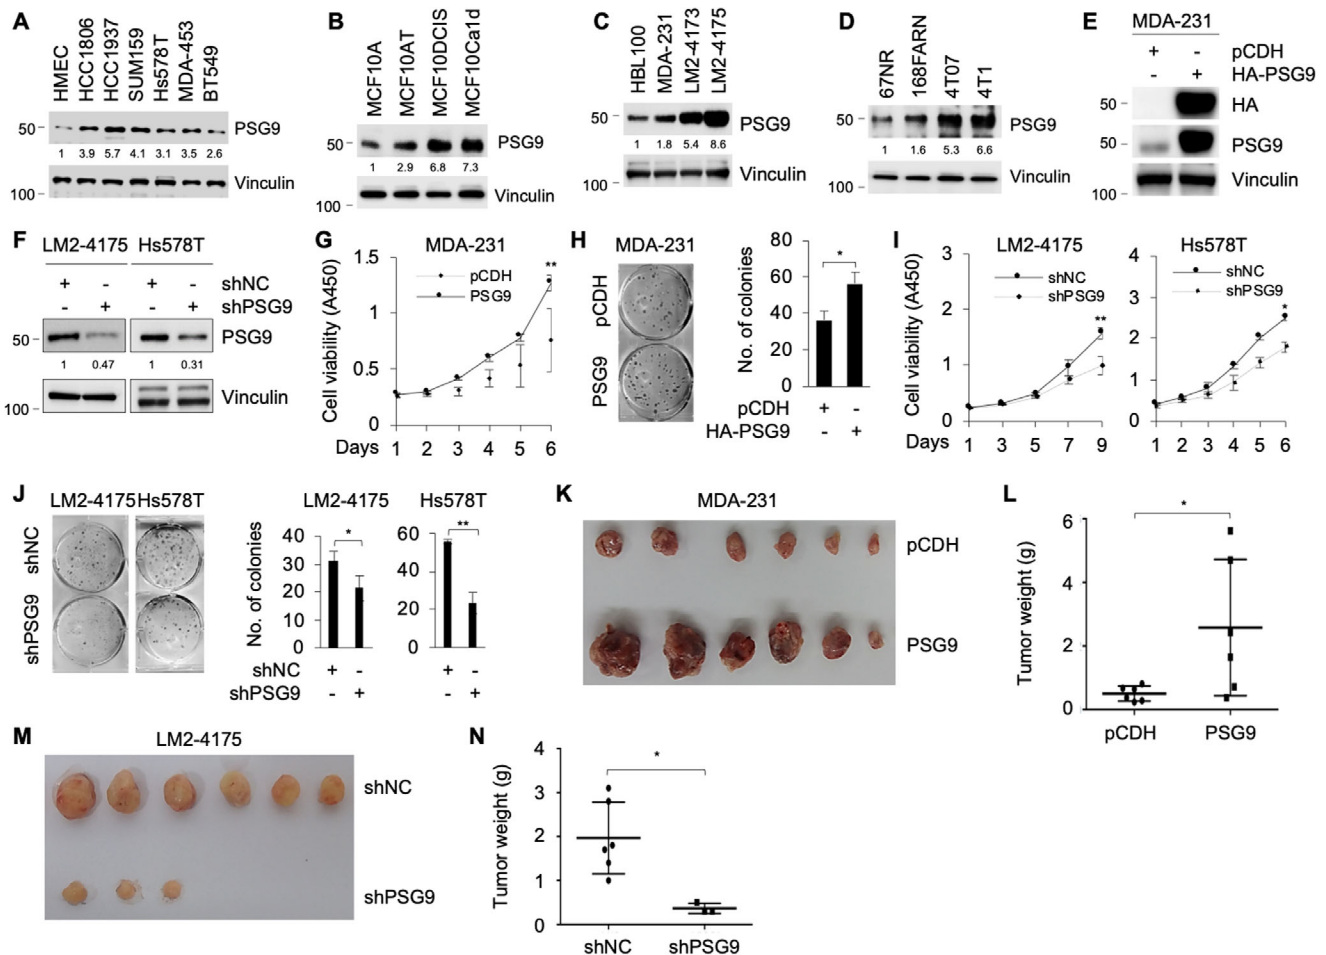 A
HMEC
HCC1806
HCC1937
SUM159
Hs578T
MDA-453
BT549
50
PSG9
1 3.9 5.7 4.1 3.1 3.5 2.6
Vinculin
100
B
MCF10A
MCF10AT
MCF10DCIS
MCF10Ca1d
50
PSG9
1 2.9 6.8 7.3
Vinculin
100
C
HBL100
MDA-231
LM2-4173
LM2-4175
50
PSG9
1 1.8 5.4 8.6
Vinculin
100
D
67NR
168FARN
4T07
4T1
50
PSG9
1 1.6 5.3 6.6
Vinculin
100
E
MDA-231
+ - pCDH
- + HA-PSG9
50 HA
50 PSG9
Vinculin
100
F
LM2-4175 Hs578T
+ - + - shNC
- + - + shPSG9
50
PSG9
1 0.47 1 0.31
Vinculin
100
G
MDA-231
Cell viability (A450)
1.5
1
0.5
0
pCDH
PSG9
**
Days 1 2 3 4 5 6
H
MDA-231
pCDH
PSG9
No. of colonies
80
60
40
20
0
*
pCDH + -
HA-PSG9 - +
I
LM2-4175
Cell viability (A450)
3
2
1
0
shNC
shPSG9
**
Days 1 3 5 7 9
Hs578T
4
3
2
1
0
shNC
shPSG9
*
1 2 3 4 5 6
J
LM2-4175 Hs578T
shNC
shPSG9
LM2-4175
No. of colonies
40
30
20
10
0
*
Hs578T
60
40
20
0
**
shNC + - + -
shPSG9 - + - +
K
MDA-231
pCDH
PSG9
L
Tumor weight (g)
6
4
2
0
*
pCDH PSG9
M
LM2-4175
shNC
shPSG9
N
Tumor weight (g)
4
3
2
1
0
*
shNC shPSG9